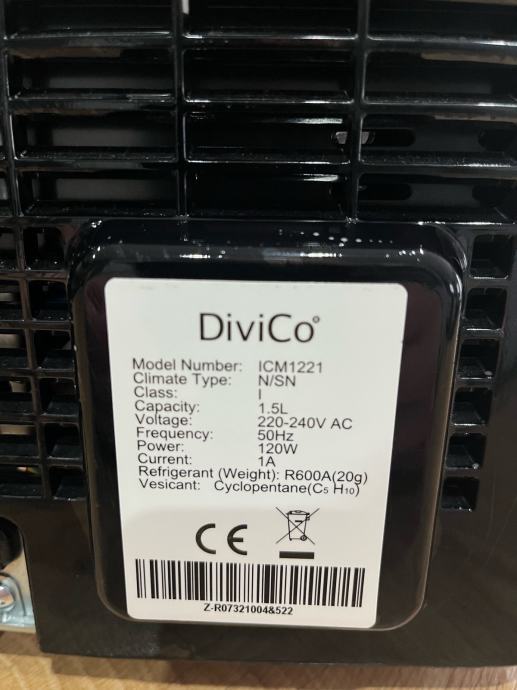 DiviCo®
Model Number: ICM1221
Climate Type: N/SN
Class: I
Capacity: 1.5L
Voltage: 220-240V AC
Frequency: 50Hz
Power: 120W
Current: 1A
Refrigerant (Weight): R600A(20g)
Vesicant: Cyclopentane(C₅ H₁₀)
CE
Z-R07321004&522